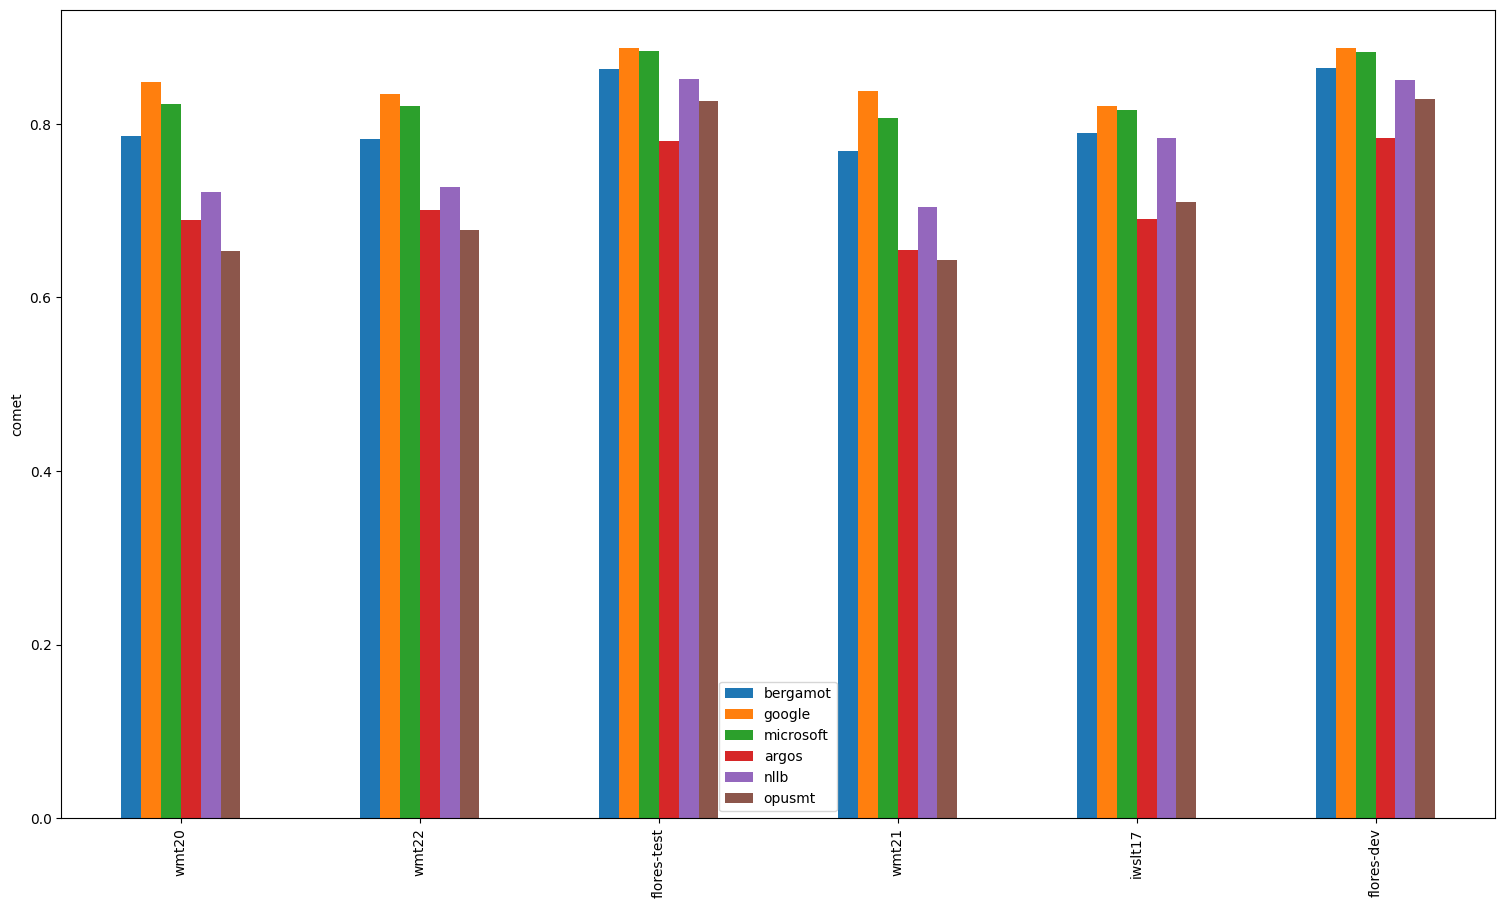 comet
0.8
0.6
0.4
0.2
0.0
bergamot
google
microsoft
argos
nllb
opusmt
wmt20
wmt22
flores-test
wmt21
iwslt17
flores-dev